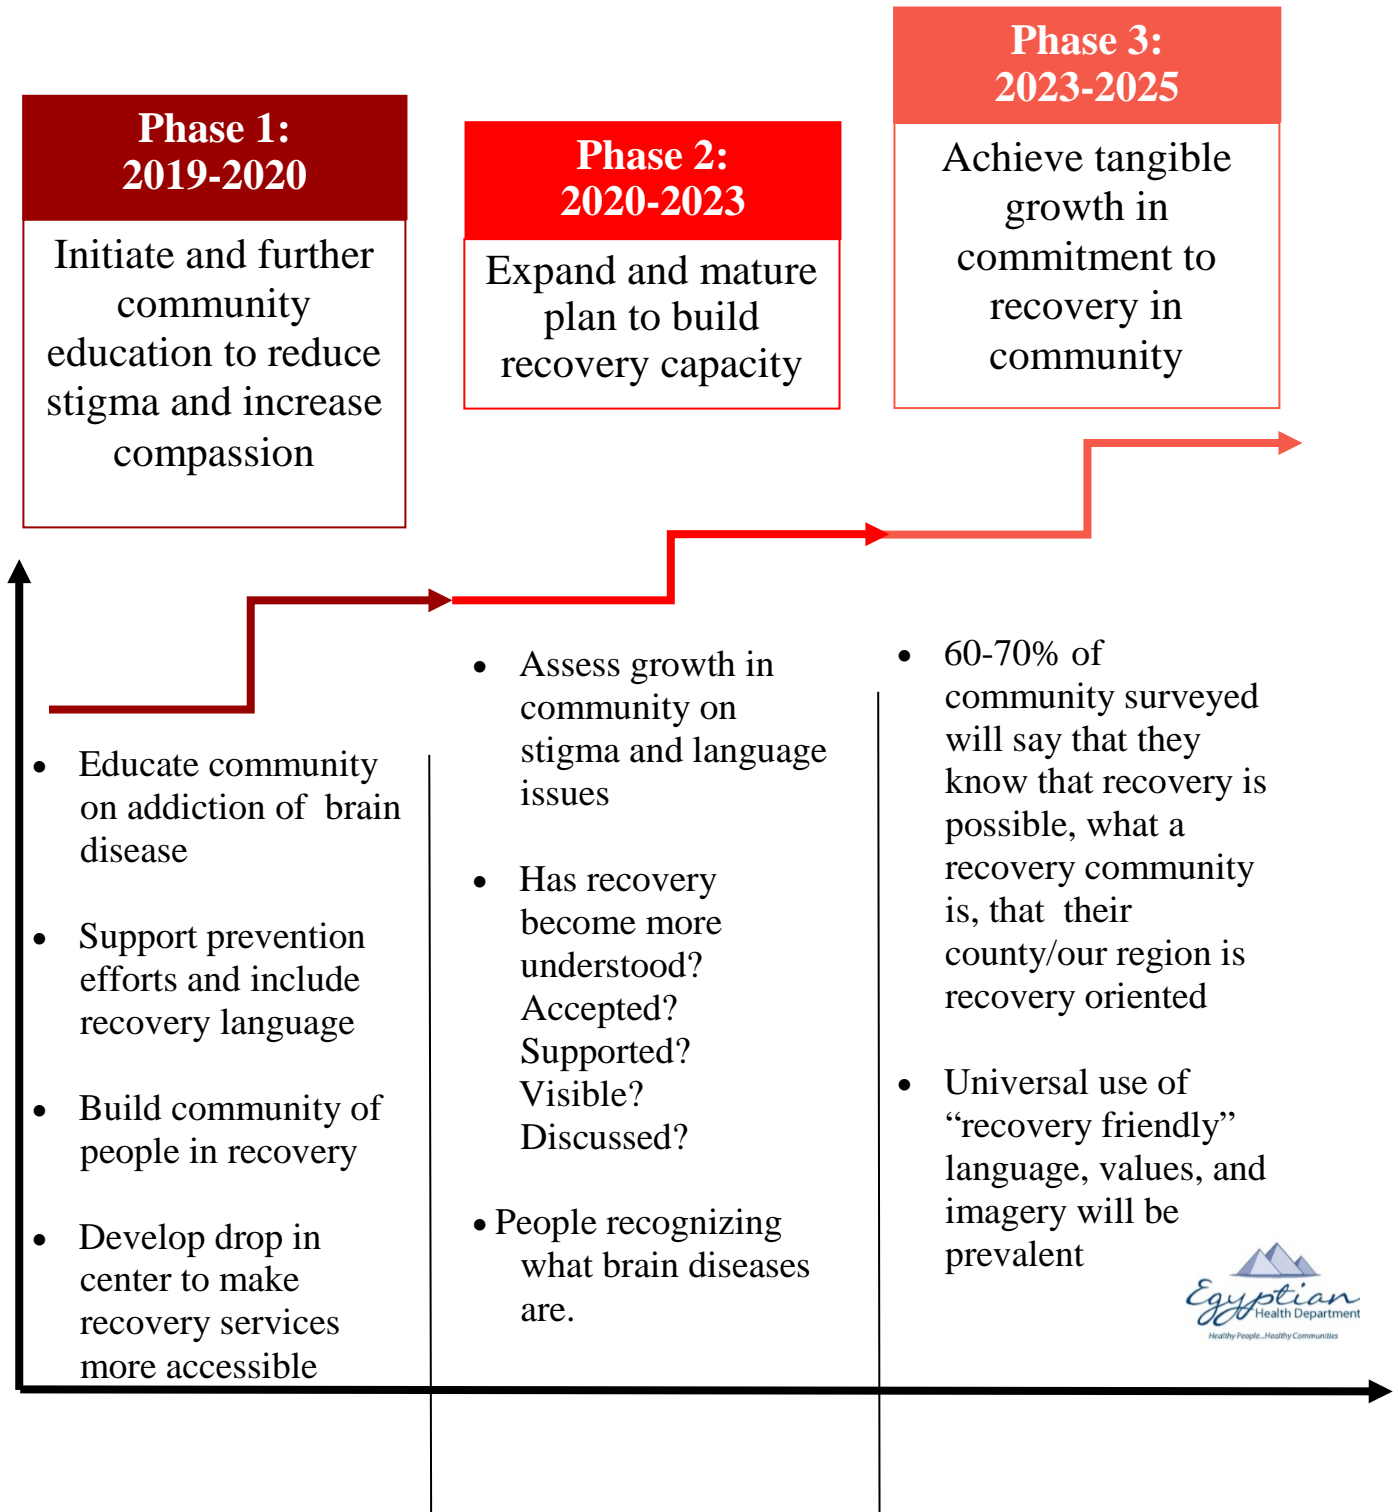 Phase 1:
2019-2020
Initiate and further
community
education to reduce
stigma and increase
compassion
Phase 2:
2020-2023
Expand and mature
plan to build
recovery capacity
Phase 3:
2023-2025
Achieve tangible
growth in
commitment to
recovery in
community
• Educate community
on addiction of  brain
disease
• Support prevention
efforts and include
recovery language
• Build community of
people in recovery
• Develop drop in
center to make
recovery services
more accessible
• Assess growth in
community on
stigma and language
issues
• Has recovery
become more
understood?
Accepted?
Supported?
Visible?
Discussed?
• People recognizing
what brain diseases
are.
• 60-70% of
community surveyed
will say that they
know that recovery is
possible, what a
recovery community
is, that  their
county/our region is
recovery oriented
• Universal use of
“recovery friendly”
language, values, and
imagery will be
prevalent
Egyptian
Health Department
Healthy People...Healthy Communities